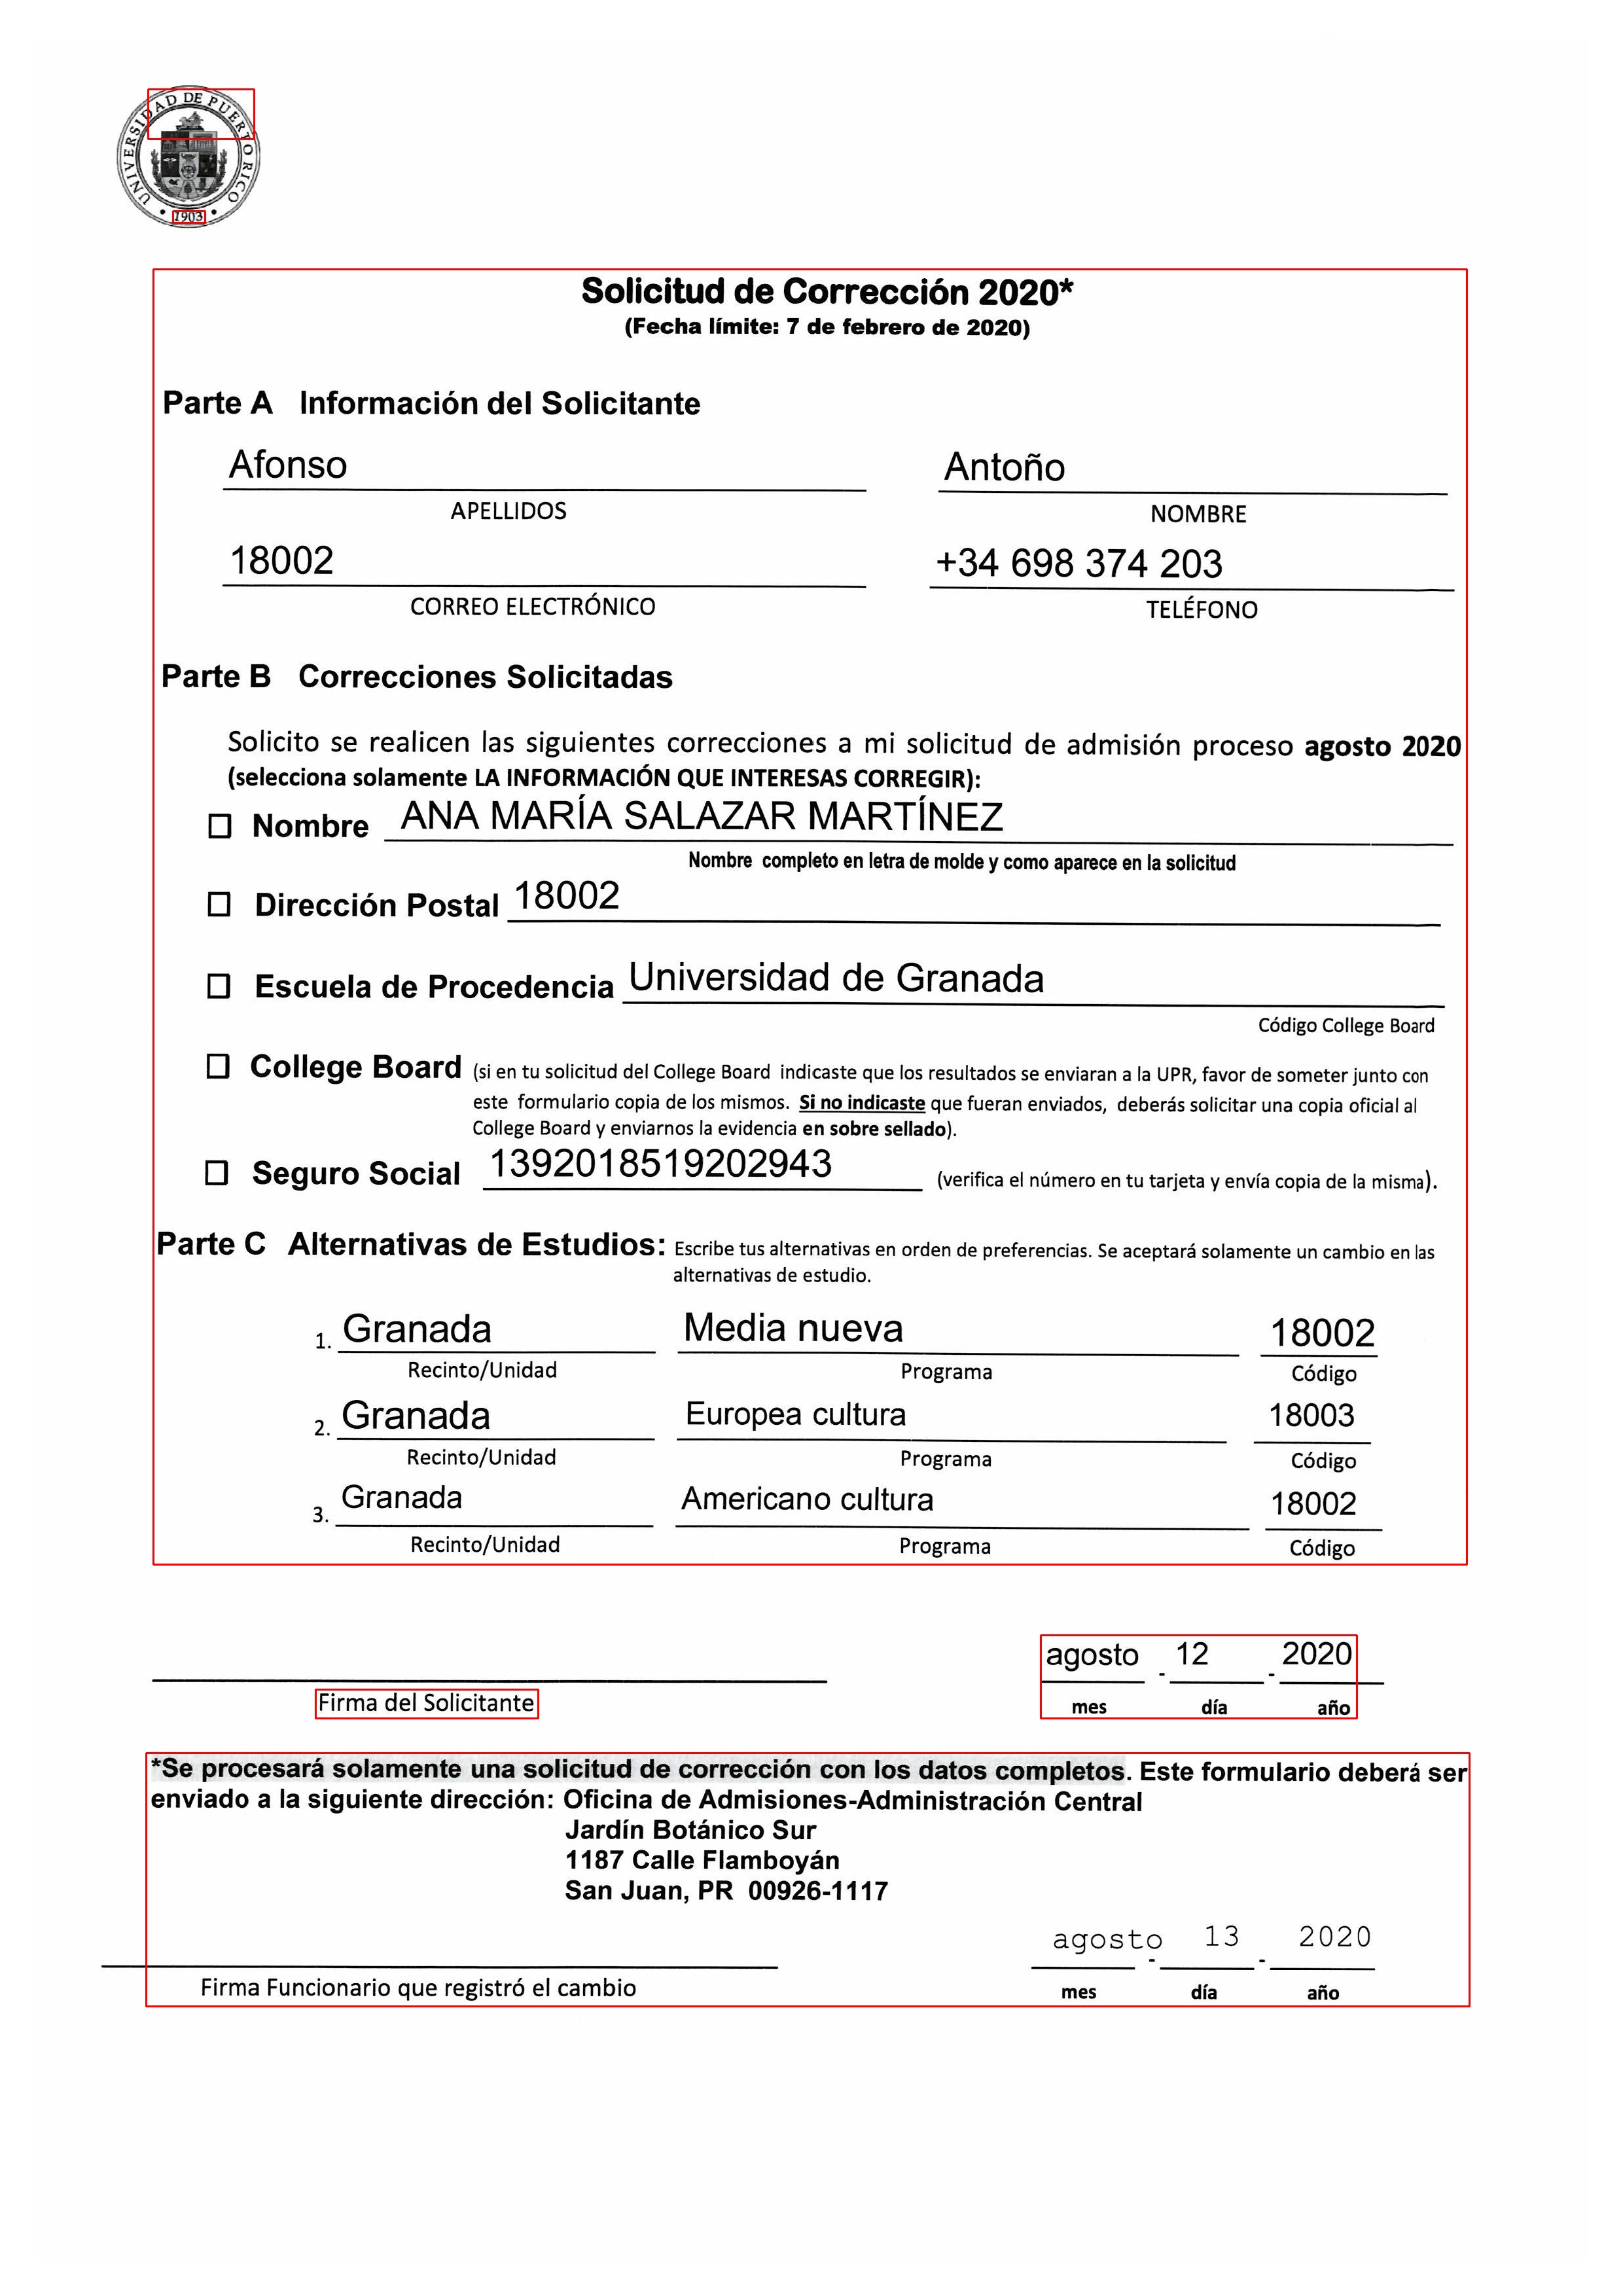 UNIVERSIDAD DE PUERTO RICO
• 1903 •
Solicitud de Corrección 2020*
(Fecha límite: 7 de febrero de 2020)
Parte A Información del Solicitante
Afonso Antoño
APELLIDOS NOMBRE
18002 +34 698 374 203
CORREO ELECTRÓNICO TELÉFONO
Parte B Correcciones Solicitadas
Solicito se realicen las siguientes correcciones a mi solicitud de admisión proceso agosto 2020
(selecciona solamente LA INFORMACIÓN QUE INTERESAS CORREGIR):
☐ Nombre ANA MARÍA SALAZAR MARTÍNEZ
Nombre completo en letra de molde y como aparece en la solicitud
☐ Dirección Postal 18002
☐ Escuela de Procedencia Universidad de Granada
Código College Board
☐ College Board (si en tu solicitud del College Board indicaste que los resultados se enviaran a la UPR, favor de someter junto con
este formulario copia de los mismos. Si no indicaste que fueran enviados, deberás solicitar una copia oficial al
College Board y enviarnos la evidencia en sobre sellado).
☐ Seguro Social 1392018519202943 (verifica el número en tu tarjeta y envía copia de la misma).
Parte C Alternativas de Estudios: Escribe tus alternativas en orden de preferencias. Se aceptará solamente un cambio en las
alternativas de estudio.
1. Granada Media nueva 18002
Recinto/Unidad Programa Código
2. Granada Europea cultura 18003
Recinto/Unidad Programa Código
3. Granada Americano cultura 18002
Recinto/Unidad Programa Código
agosto - 12 - 2020
Firma del Solicitante mes día año
*Se procesará solamente una solicitud de corrección con los datos completos. Este formulario deberá ser
enviado a la siguiente dirección: Oficina de Admisiones-Administración Central
Jardín Botánico Sur
1187 Calle Flamboyán
San Juan, PR 00926-1117
agosto - 13 - 2020
Firma Funcionario que registró el cambio mes día año